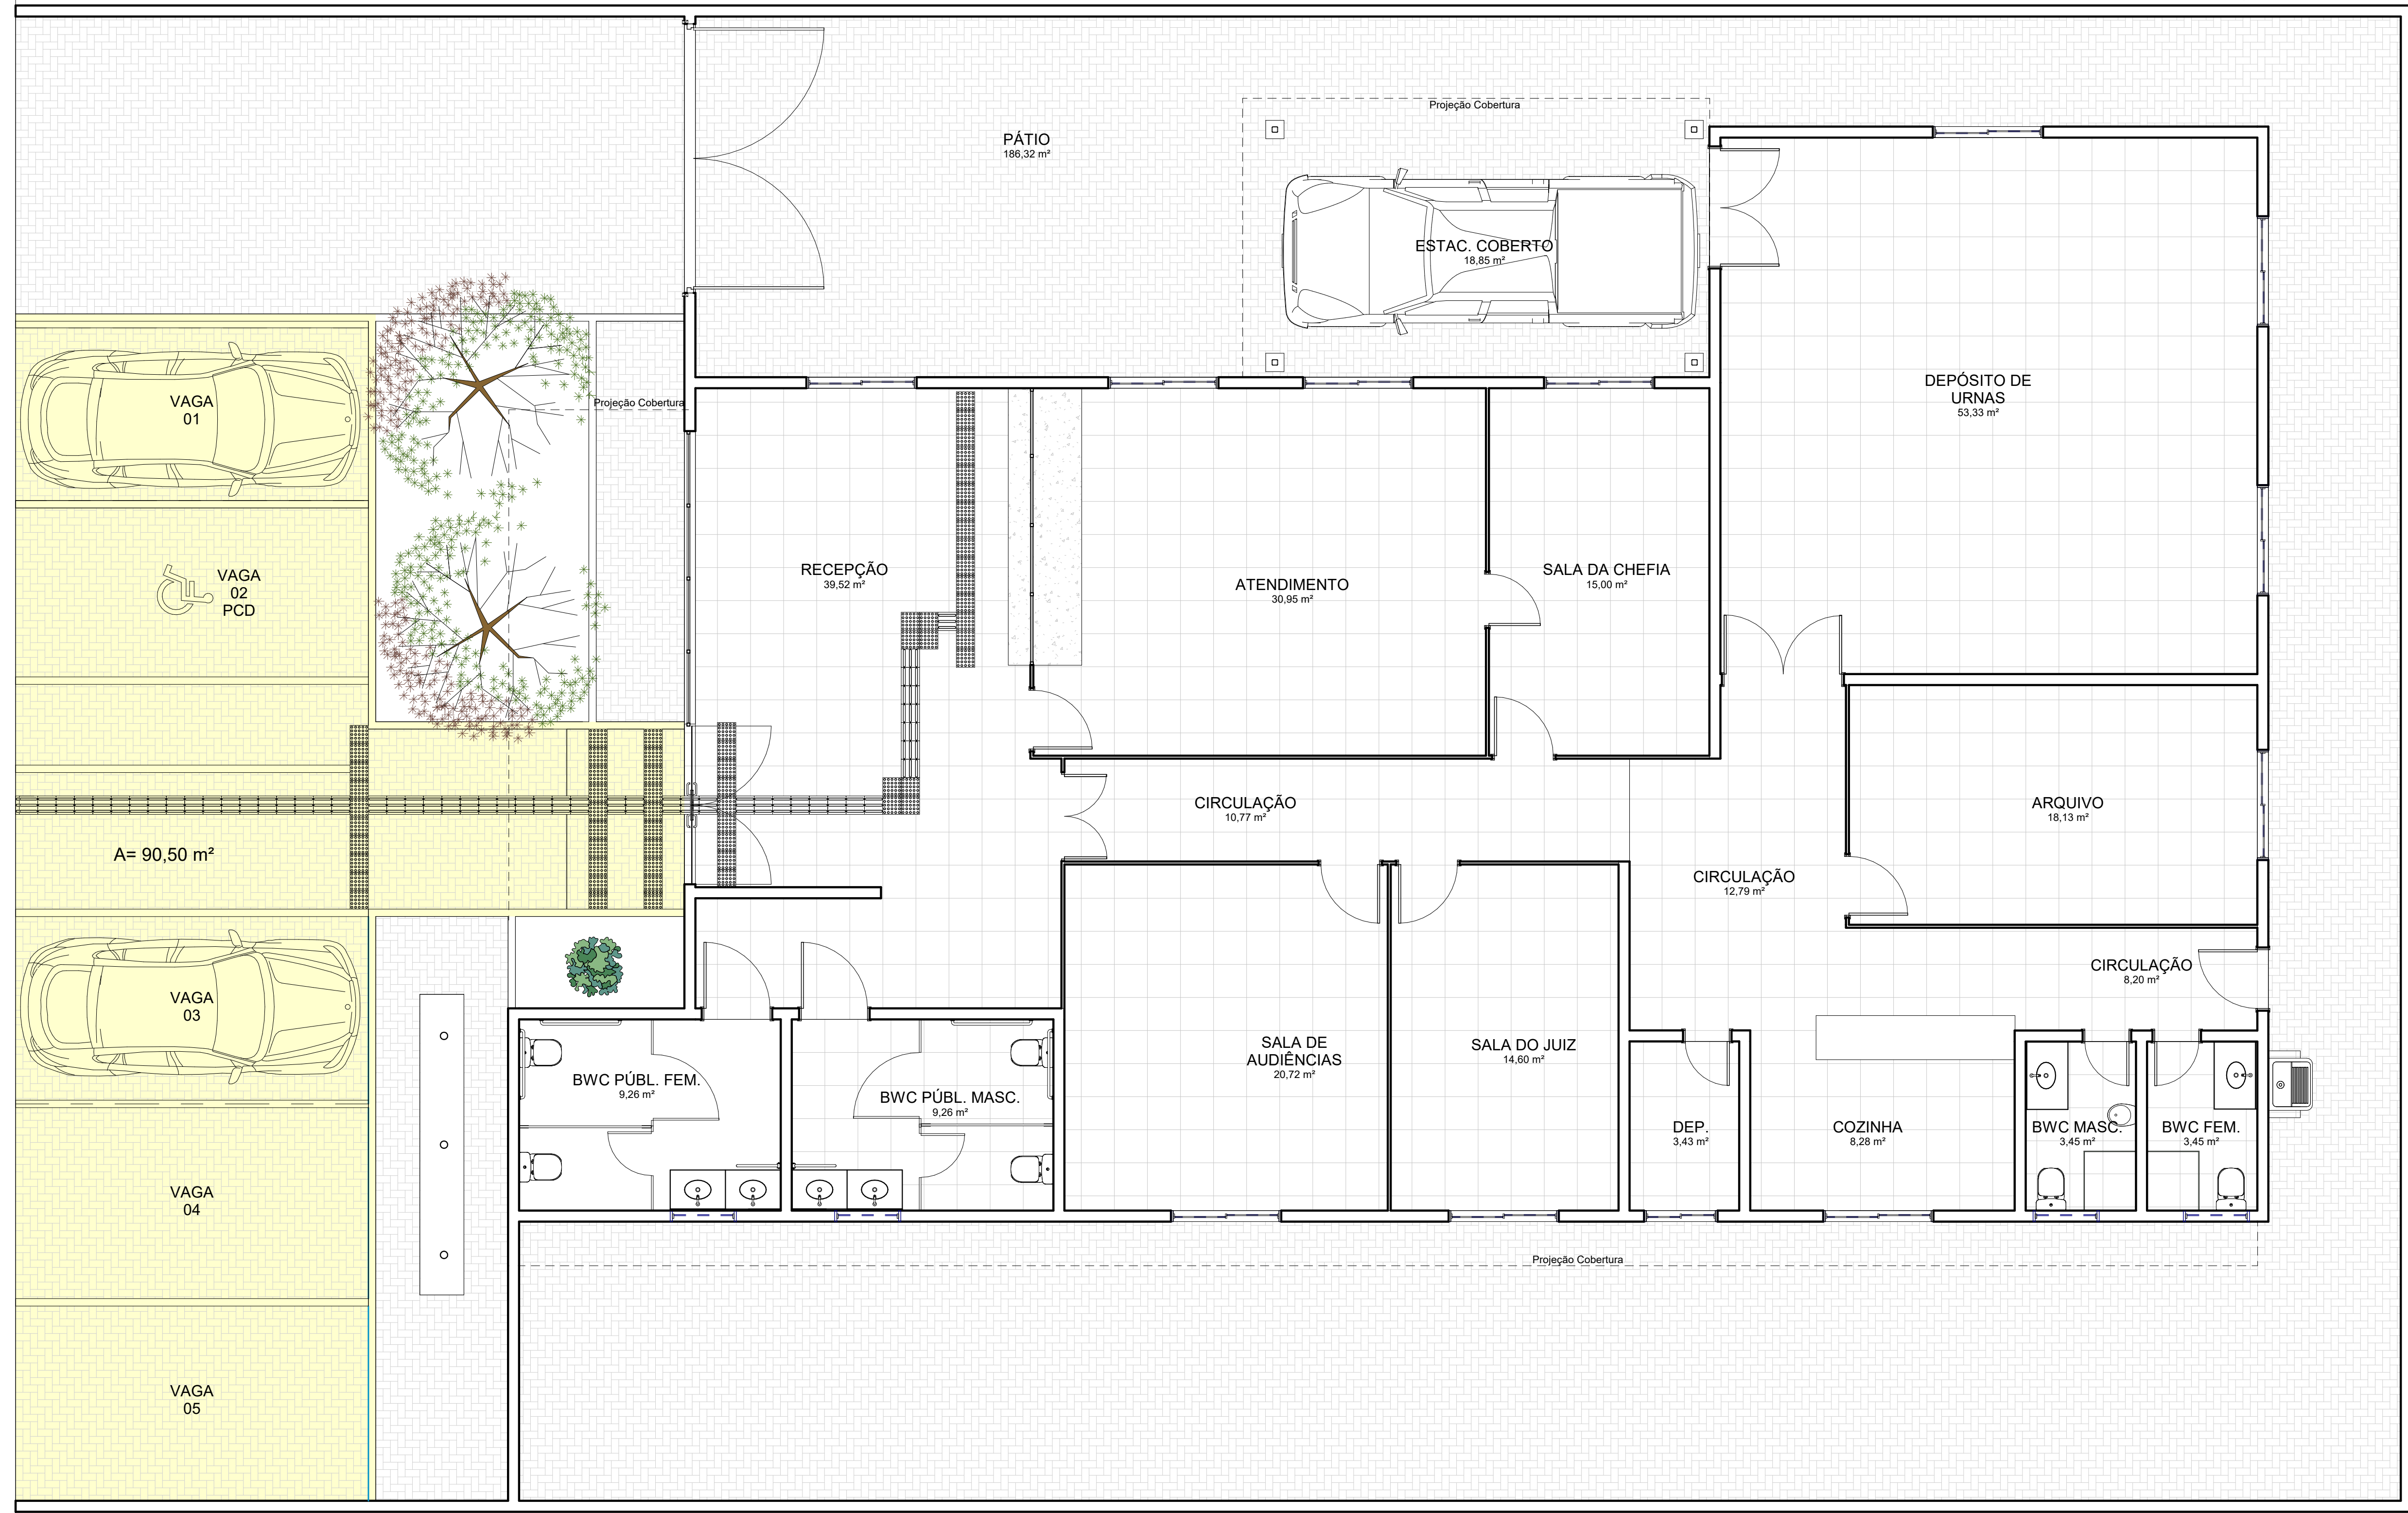 Projeção Cobertura
PÁTIO
186,32 m²
ESTAC. COBERTO
18,85 m²
DEPÓSITO DE
URNAS
53,33 m²
VAGA
01
Projeção Cobertura
RECEPÇÃO
39,52 m²
ATENDIMENTO
30,95 m²
SALA DA CHEFIA
15,00 m²
VAGA
02
PCD
CIRCULAÇÃO
10,77 m²
ARQUIVO
18,13 m²
A= 90,50 m²
CIRCULAÇÃO
12,79 m²
CIRCULAÇÃO
8,20 m²
VAGA
03
SALA DE
AUDIÊNCIAS
20,72 m²
SALA DO JUIZ
14,60 m²
BWC PÚBL. FEM.
9,26 m²
BWC PÚBL. MASC.
9,26 m²
DEP.
3,43 m²
COZINHA
8,28 m²
BWC MASC.
3,45 m²
BWC FEM.
3,45 m²
VAGA
04
Projeção Cobertura
VAGA
05